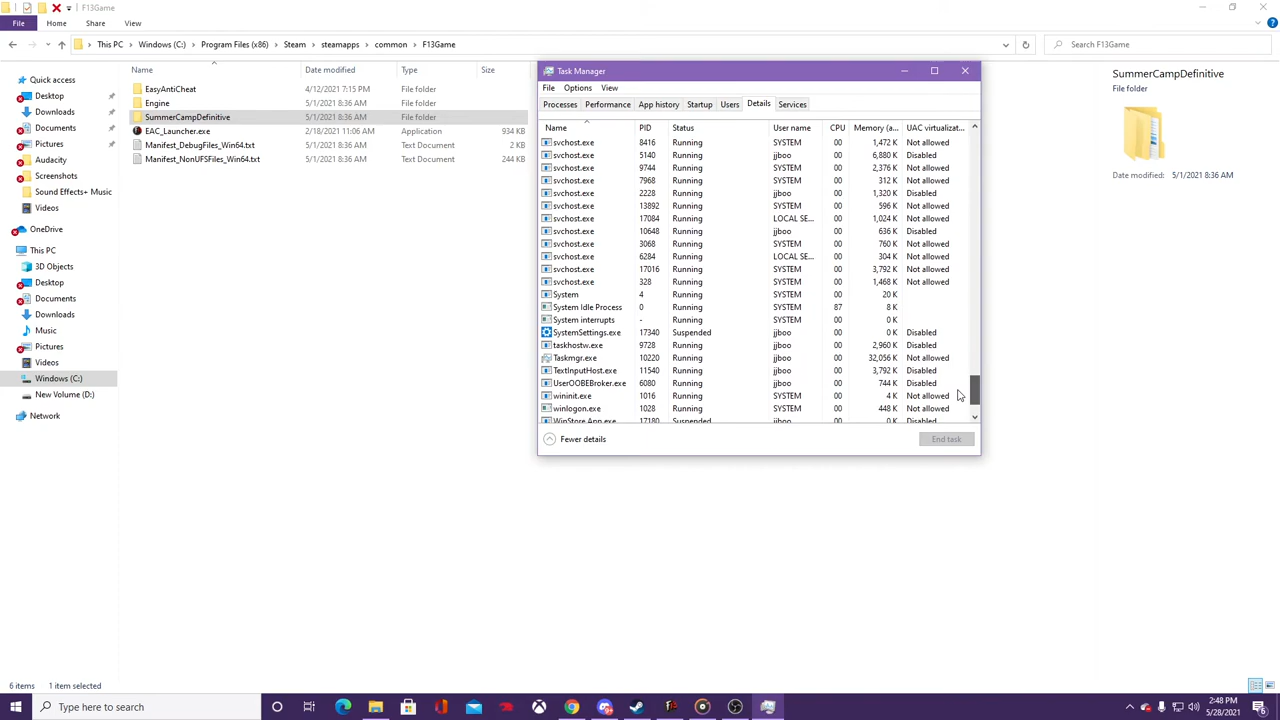 F13Game
File Home Share View
This PC Windows (C:) Program Files (x86) Steam steamapps common F13Game
Search F13Game
Name Date modified Type Size
Quick access
Desktop
Downloads
Documents
Pictures
Audacity
Screenshots
Sound Effects+ Music
Videos
OneDrive
This PC
3D Objects
Desktop
Documents
Downloads
Music
Pictures
Videos
Windows (C:)
New Volume (D:)
Network
EasyAntiCheat 4/12/2021 7:15 PM File folder
Engine 5/1/2021 8:36 AM File folder
SummerCampDefinitive 5/1/2021 8:36 AM File folder
EAC_Launcher.exe 2/18/2021 11:06 AM Application 934 KB
Manifest_DebugFiles_Win64.txt 5/1/2021 8:36 AM Text Document 2 KB
Manifest_NonUFSFiles_Win64.txt 5/1/2021 8:36 AM Text Document 244 KB
Task Manager
File Options View
Processes Performance App history Startup Users Details Services
Name PID Status User name CPU Memory (a... UAC virtualizat...
svchost.exe 8416 Running SYSTEM 00 1,472 K Not allowed
svchost.exe 5140 Running jjboo 00 6,880 K Disabled
svchost.exe 9744 Running SYSTEM 00 2,376 K Not allowed
svchost.exe 7968 Running SYSTEM 00 312 K Not allowed
svchost.exe 2228 Running jjboo 00 1,320 K Disabled
svchost.exe 13892 Running SYSTEM 00 596 K Not allowed
svchost.exe 17084 Running LOCAL SE... 00 1,024 K Not allowed
svchost.exe 10648 Running jjboo 00 636 K Disabled
svchost.exe 3068 Running SYSTEM 00 760 K Not allowed
svchost.exe 6284 Running LOCAL SE... 00 304 K Not allowed
svchost.exe 17016 Running SYSTEM 00 3,792 K Not allowed
svchost.exe 328 Running SYSTEM 00 1,468 K Not allowed
System 4 Running SYSTEM 00 20 K
System Idle Process 0 Running SYSTEM 87 8 K
System interrupts - Running SYSTEM 00 0 K
SystemSettings.exe 17340 Suspended jjboo 00 0 K Disabled
taskhostw.exe 9728 Running jjboo 00 2,960 K Disabled
Taskmgr.exe 10220 Running jjboo 00 32,056 K Not allowed
TextInputHost.exe 11540 Running jjboo 00 3,792 K Disabled
UserOOBEBroker.exe 6080 Running jjboo 00 744 K Disabled
wininit.exe 1016 Running SYSTEM 00 4 K Not allowed
winlogon.exe 1028 Running SYSTEM 00 448 K Not allowed
WinStore.App.exe 17180 Suspended jjboo 00 0 K Disabled
Fewer details End task
SummerCampDefinitive
File folder
Date modified: 5/1/2021 8:36 AM
6 items 1 item selected
Type here to search
2:48 PM
5/28/2021
6